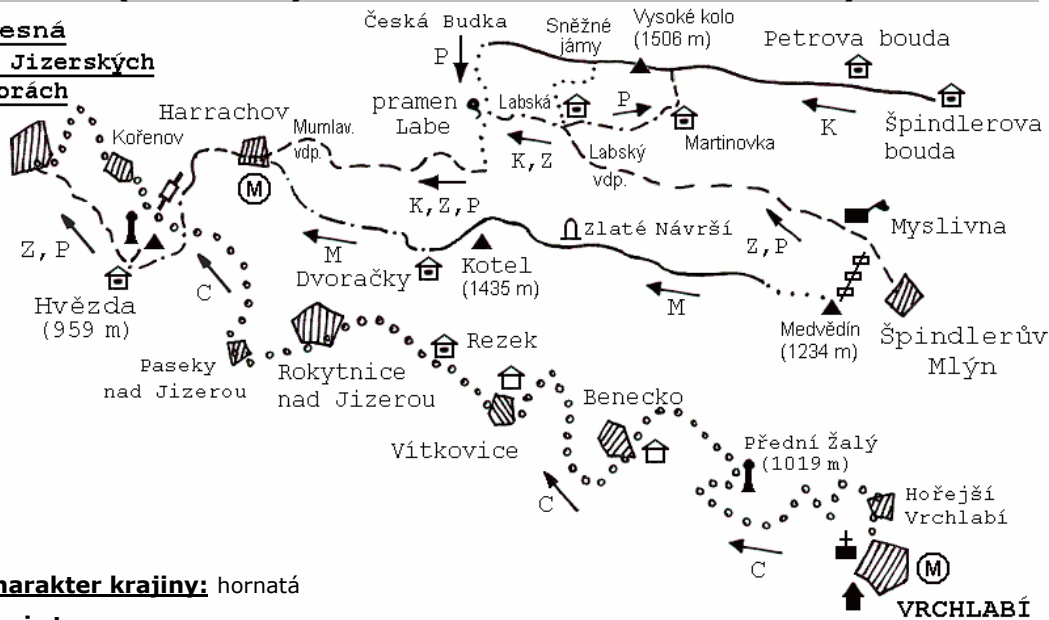 Česká Budka
Sněžné
jámy
Vysoké kolo
(1506 m)
Petrova bouda
esná
Jizerských
orách
P
Harrachov
Kořenov
Mumlav.
vdp.
pramen
Labe
Labská
P
K
Špindlerova
bouda
Martinovka
K, Z
Labský
vdp.
M
K, Z, P
Z, P
Myslivna
Zlaté Návrší
Z, P
M
Dvoračky
Kotel
(1435 m)
M
C
Hvězda
(959 m)
Medvědín
(1234 m)
Špindlerův
Mlýn
Paseky
nad Jizerou
Rokytnice
nad Jizerou
Rezek
Benecko
Vítkovice
Přední Žalý
(1019 m)
C
Hořejší
Vrchlabí
C
M
harakter krajiny: hornatá
VRCHLABÍ